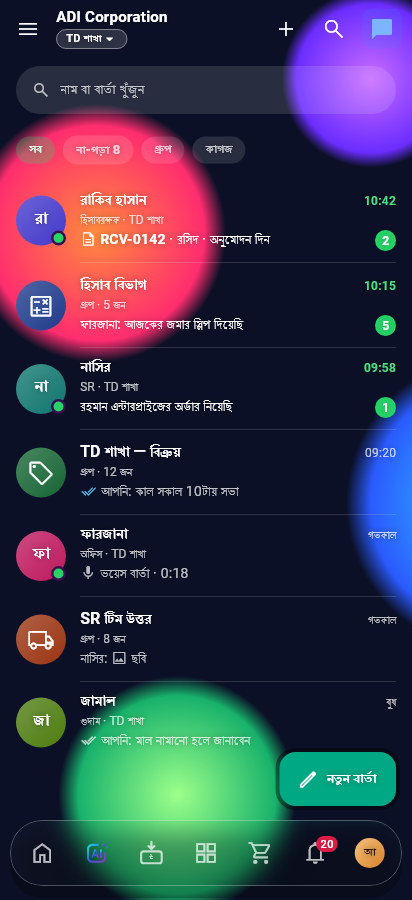 ADI Corporation
TD শাখা
নাম বা বার্তা খুঁজুন
সব না-পড়া 8 গ্রুপ কাগজ
রা রাকিব হাসান 10:42
হিসাবরক্ষক · TD শাখা
RCV-0142 · রসিদ · অনুমোদন দিন 2
হিসাব বিভাগ 10:15
গ্রুপ · 5 জন
ফারজানা: আজকের জমার স্লিপ দিয়েছি 5
না নাসির 09:58
SR · TD শাখা
রহমান এন্টারপ্রাইজের অর্ডার নিয়েছি 1
TD শাখা — বিক্রয় 09:20
গ্রুপ · 12 জন
আপনি: কাল সকাল 10টায় সভা
ফা ফারজানা গতকাল
অফিস · TD শাখা
ভয়েস বার্তা · 0:18
SR টিম উত্তর গতকাল
গ্রুপ · 8 জন
নাসির: ছবি
জা জামাল বুধ
গুদাম · TD শাখা
আপনি: মাল নামানো হলে জানাবেন
নতুন বার্তা
AI 20 আ